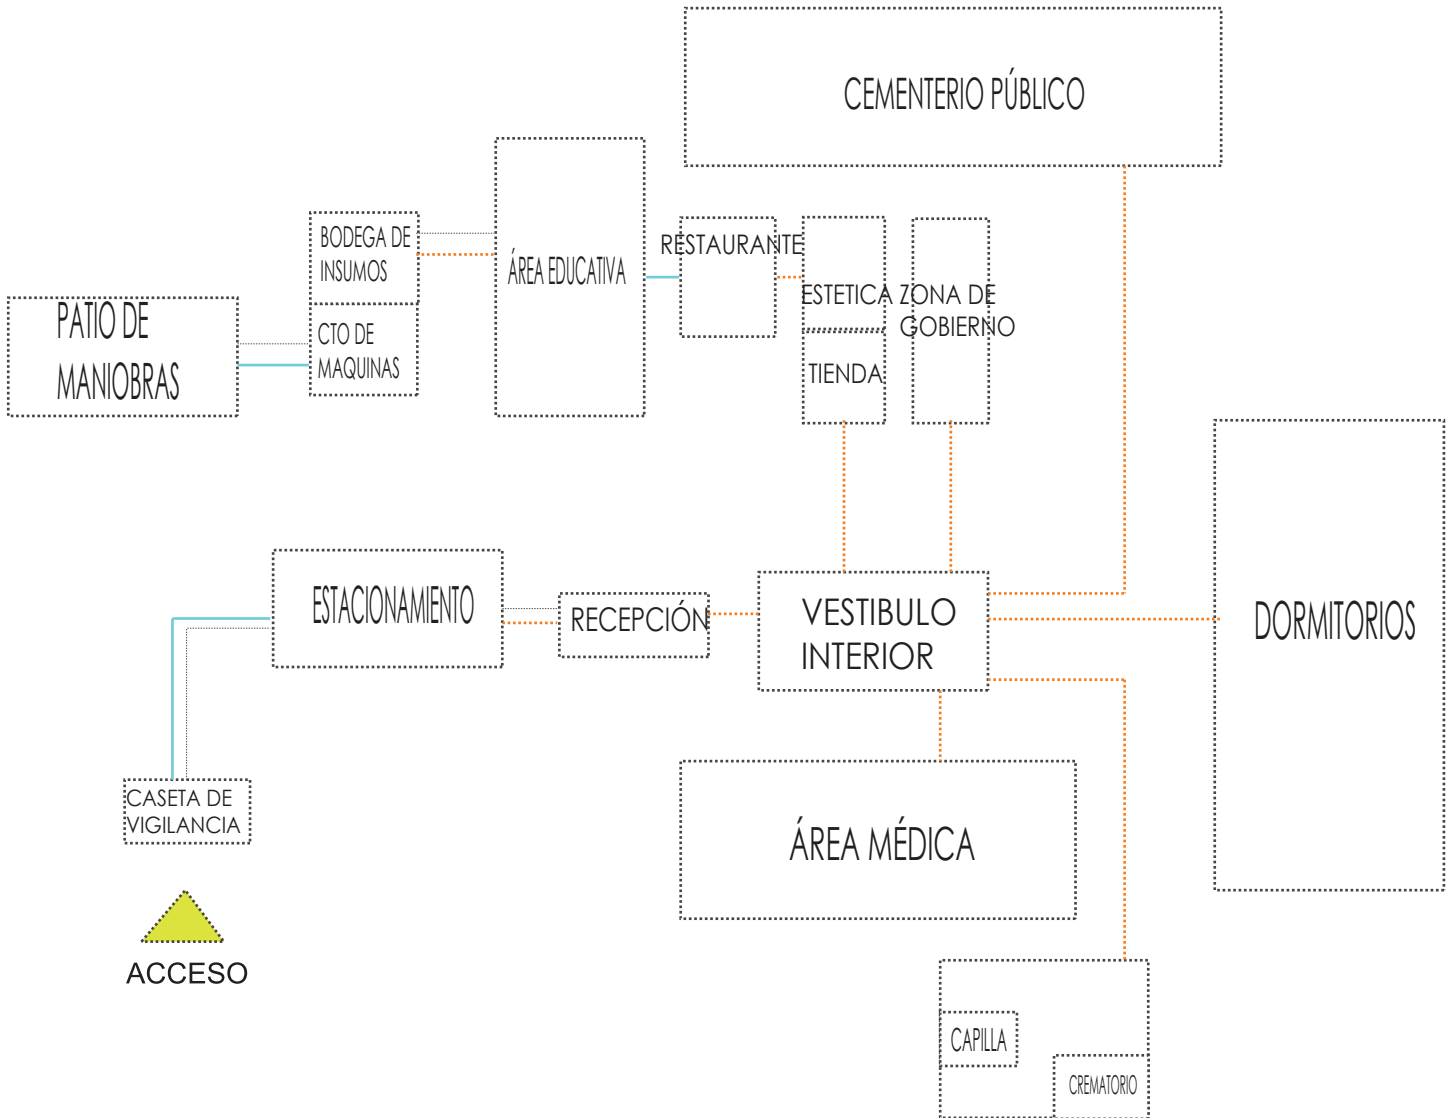 CEMENTERIO PÚBLICO
BODEGA DE
INSUMOS
ÁREA EDUCATIVA
RESTAURANTE
ESTETICA
ZONA DE
GOBIERNO
PATIO DE
MANIOBRAS
CTO DE
MAQUINAS
TIENDA
ESTACIONAMIENTO
RECEPCIÓN
VESTIBULO
INTERIOR
DORMITORIOS
CASETA DE
VIGILANCIA
ÁREA MÉDICA
ACCESO
CAPILLA
CREMATORIO